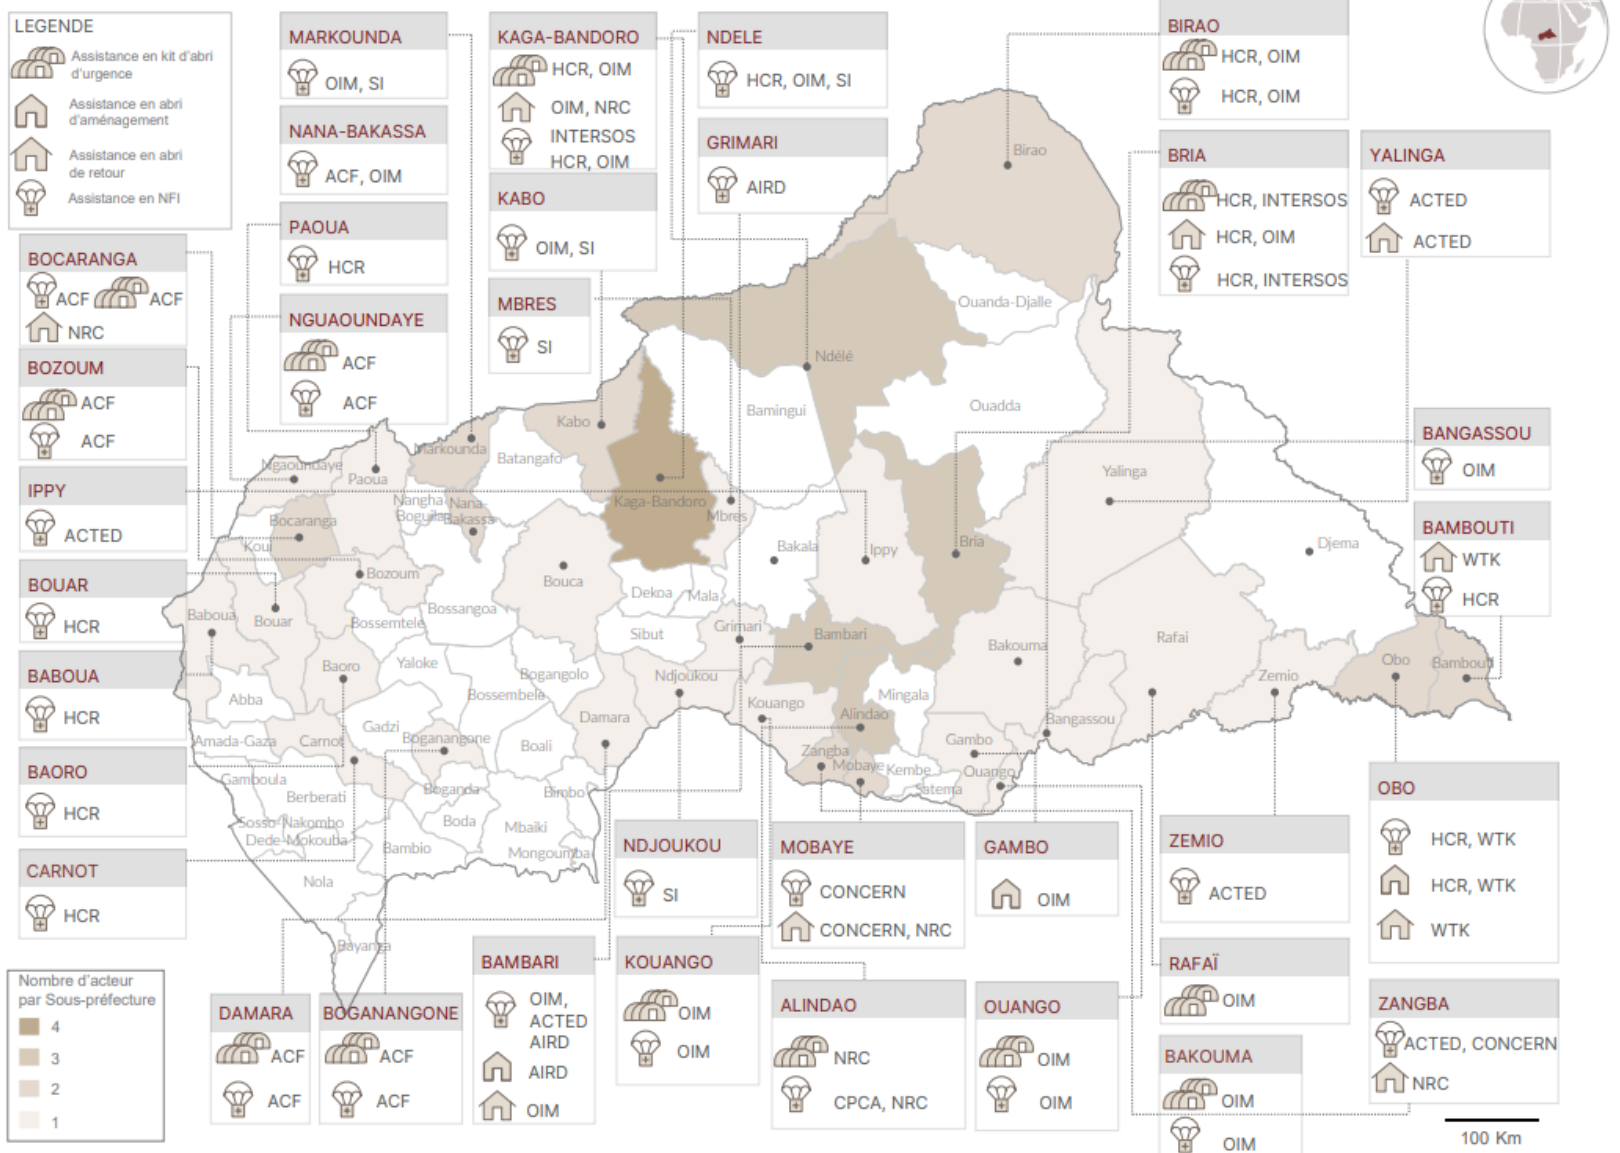 LEGENDE
Assistance en kit d'abri
d'urgence
Assistance en abri
d'aménagement
Assistance en abri
de retour
Assistance en NFI
MARKOUNDA
OIM, SI
NANA-BAKASSA
ACF, OIM
PAOUA
HCR
NGUAOUNDAYE
ACF
ACF
KAGA-BANDORO
HCR, OIM
OIM, NRC
INTERSOS
HCR, OIM
KABO
OIM, SI
MBRES
SI
NDELE
HCR, OIM, SI
GRIMARI
AIRD
BIRAO
HCR, OIM
HCR, OIM
BRIA
HCR, INTERSOS
HCR, OIM
HCR, INTERSOS
YALINGA
ACTED
ACTED
BOCARANGA
ACF
ACF
NRC
BOZOUM
ACF
ACF
IPPY
ACTED
BOUAR
HCR
BABOUA
HCR
BAORO
HCR
CARNOT
HCR
BANGASSOU
OIM
BAMBOUTI
WTK
HCR
Birao
Ouanda-Djalle
Ndélé
Bamingui
Ouadda
Kabo
Markounda
Batangafo
Ngaoundaye
Paoua
Nangha-
Boguila
Nana-
Bakassa
Kaga-Bandoro
Mbres
Yalinga
Bocaranga
Koui
Bozoum
Bouca
Bakala
Ippy
Bria
Djema
Dekoa
Mala
Bossangoa
Baboua
Bouar
Bossemtele
Sibut
Grimari
Bambari
Bakouma
Rafai
Baoro
Yaloke
Bogangolo
Ndjoukou
Obo
Bambouti
Zemio
Abba
Bossembele
Mingala
Kouango
Alindao
Damara
Bangassou
Gadzi
Amada-Gaza
Carnot
Boganangone
Boali
Gambo
Zangba
Mobaye
Kembe
Ouango
Satema
Gamboula
Berberati
Boganda
Bimbo
Sosso-Nakombo
Dede-Mokouba
Boda
Mbaiki
Bambio
Mongoumba
Nola
Bayanga
NDJOUKOU
SI
MOBAYE
CONCERN
CONCERN, NRC
GAMBO
OIM
ZEMIO
ACTED
OBO
HCR, WTK
HCR, WTK
WTK
RAFAÏ
OIM
BAMBARI
OIM,
ACTED
AIRD
AIRD
OIM
KOUANGO
OIM
OIM
ALINDAO
NRC
CPCA, NRC
OUANGO
OIM
OIM
BAKOUMA
OIM
OIM
ZANGBA
ACTED, CONCERN
NRC
DAMARA
ACF
ACF
BOGANANGONE
ACF
ACF
Nombre d'acteur
par Sous-préfecture
4
3
2
1
100 Km